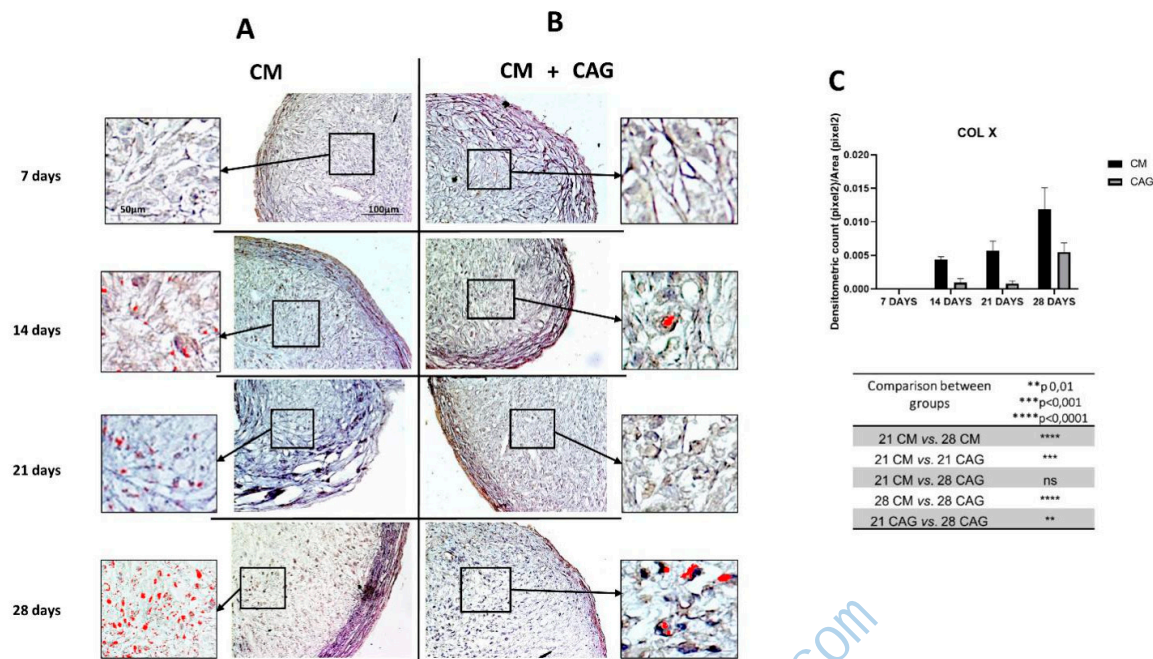 A
B
C
CM
CM + CAG
7 days
50µm
100µm
14 days
21 days
28 days
COL X
Densitometric count (pixel2)/Area (pixel2)
0.020
0.015
0.010
0.005
0.000
7 DAYS 14 DAYS 21 DAYS 28 DAYS
CM
CAG
Comparison between groups
**p 0,01
***p<0,001
****p<0,0001
21 CM vs. 28 CM ****
21 CM vs. 21 CAG ***
21 CM vs. 28 CAG ns
28 CM vs. 28 CAG ****
21 CAG vs. 28 CAG **
.com